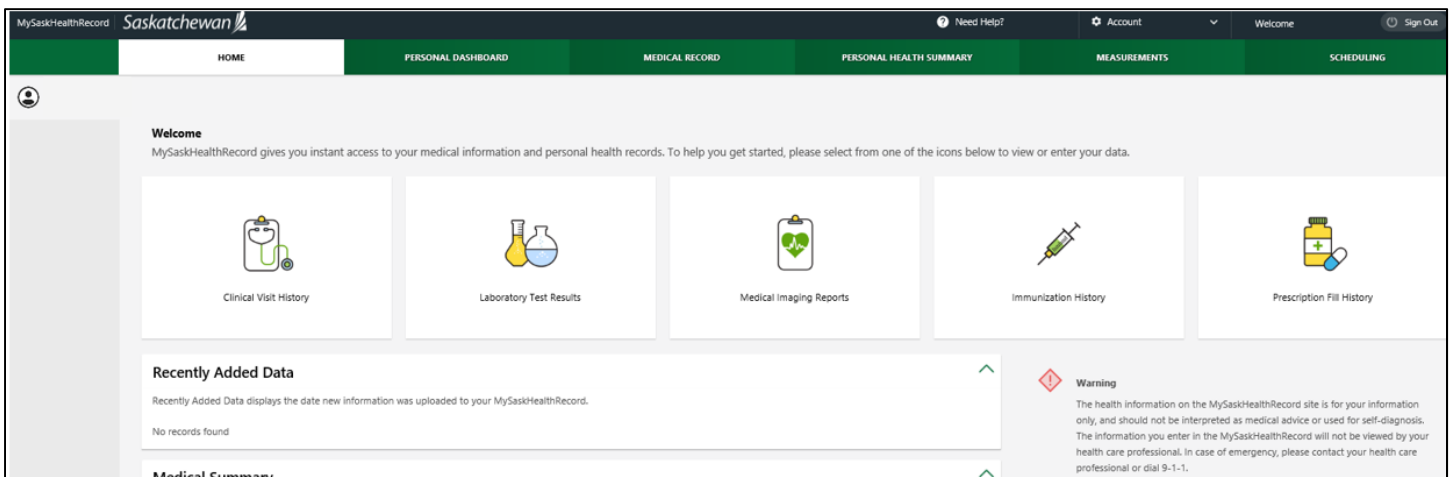 MySaskHealthRecord Saskatchewan Need Help? Account Welcome Sign Out
HOME PERSONAL DASHBOARD MEDICAL RECORD PERSONAL HEALTH SUMMARY MEASUREMENTS SCHEDULING
Welcome
MySaskHealthRecord gives you instant access to your medical information and personal health records. To help you get started, please select from one of the icons below to view or enter your data.
Clinical Visit History Laboratory Test Results Medical Imaging Reports Immunization History Prescription Fill History
Recently Added Data
Recently Added Data displays the date new information was uploaded to your MySaskHealthRecord.
No records found
Medical Summary
Warning
The health information on the MySaskHealthRecord site is for your information
only, and should not be interpreted as medical advice or used for self-diagnosis.
The information you enter in the MySaskHealthRecord will not be viewed by your
health care professional. In case of emergency, please contact your health care
professional or dial 9-1-1.